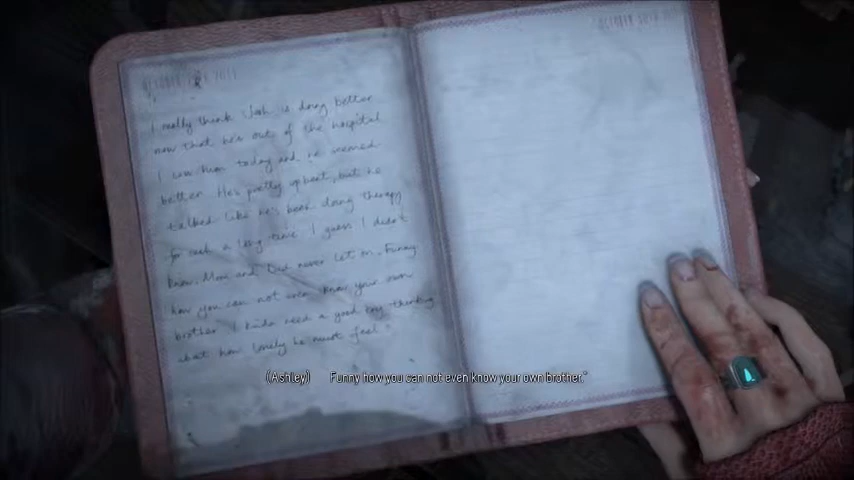 OCTOBER 2013
I really think Josh is doing better
now that he's out of the hospital
I saw him today and he seemed
better. He's pretty upbeat, but he
talked like he's been doing therapy
for such a long time. I guess I didn't
know. Mom and Dad never let on. Funny
how you can not even know your own
brother. I kinda need a good cry thinking
about how lonely he must feel.
(Ashley) Funny how you can not even know your own brother."